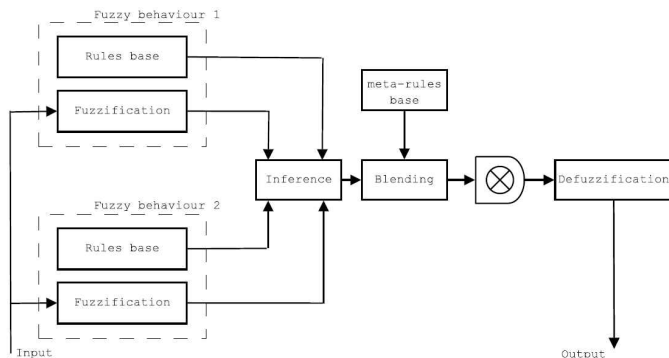 Fuzzy behaviour 1
Rules base
Fuzzification
meta-rules
base
Inference
Blending
Defuzzification
Fuzzy behaviour 2
Rules base
Fuzzification
Input
Output